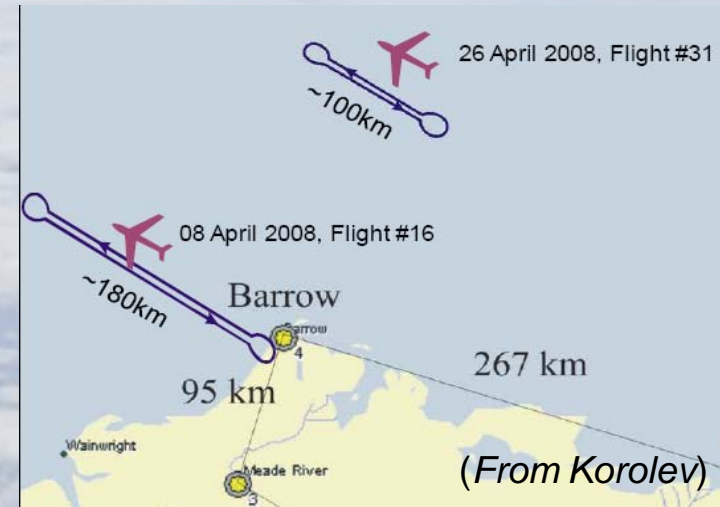 26 April 2008, Flight #31
~100km
08 April 2008, Flight #16
~180km
Barrow
4
95 km
267 km
Wainwright
Meade River
3
(From Korolev)